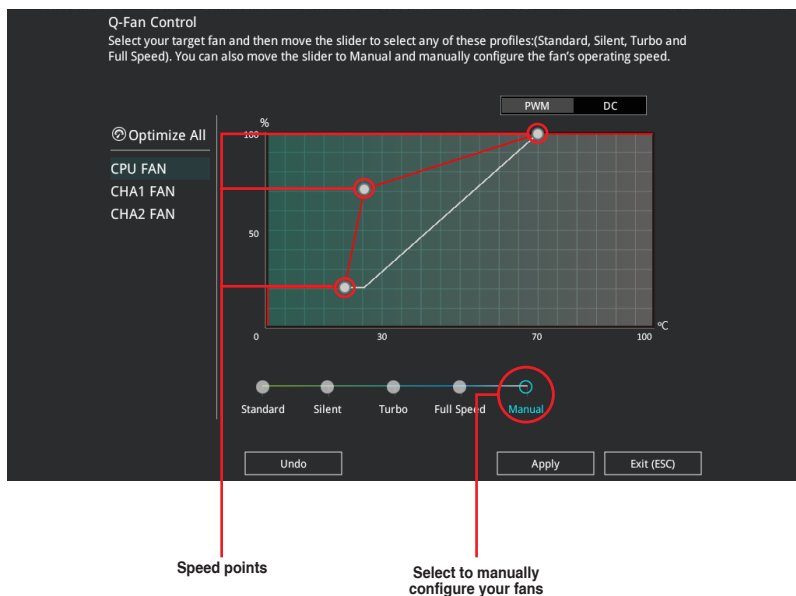 Q-Fan Control
Select your target fan and then move the slider to select any of these profiles:(Standard, Silent, Turbo and
Full Speed). You can also move the slider to Manual and manually configure the fan's operating speed.
PWM DC
Optimize All
CPU FAN
CHA1 FAN
CHA2 FAN
%
100
50
0 30 70 100 °C
Standard Silent Turbo Full Speed Manual
Undo Apply Exit (ESC)
Speed points
Select to manually
configure your fans